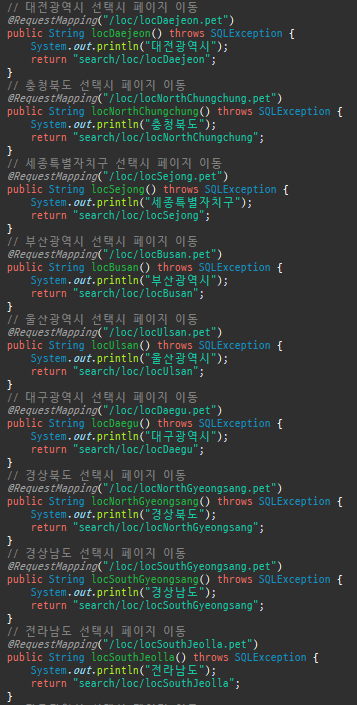 // 대전광역시 선택시 페이지 이동
@RequestMapping("/loc/locDaejeon.pet")
public String locDaejeon() throws SQLException {
System.out.println("대전광역시");
return "search/loc/locDaejeon";
}
// 충청북도 선택시 페이지 이동
@RequestMapping("/loc/locNorthChungchung.pet")
public String locNorthChungchung() throws SQLException {
System.out.println("충청북도");
return "search/loc/locNorthChungchung";
}
// 세종특별자치구 선택시 페이지 이동
@RequestMapping("/loc/locSejong.pet")
public String locSejong() throws SQLException {
System.out.println("세종특별자치구");
return "search/loc/locSejong";
}
// 부산광역시 선택시 페이지 이동
@RequestMapping("/loc/locBusan.pet")
public String locBusan() throws SQLException {
System.out.println("부산광역시");
return "search/loc/locBusan";
}
// 울산광역시 선택시 페이지 이동
@RequestMapping("/loc/locUlsan.pet")
public String locUlsan() throws SQLException {
System.out.println("울산광역시");
return "search/loc/locUlsan";
}
// 대구광역시 선택시 페이지 이동
@RequestMapping("/loc/locDaegu.pet")
public String locDaegu() throws SQLException {
System.out.println("대구광역시");
return "search/loc/locDaegu";
}
// 경상북도 선택시 페이지 이동
@RequestMapping("/loc/locNorthGyeongsang.pet")
public String locNorthGyeongsang() throws SQLException {
System.out.println("경상북도");
return "search/loc/locNorthGyeongsang";
}
// 경상남도 선택시 페이지 이동
@RequestMapping("/loc/locSouthGyeongsang.pet")
public String locSouthGyeongsang() throws SQLException {
System.out.println("경상남도");
return "search/loc/locSouthGyeongsang";
}
// 전라남도 선택시 페이지 이동
@RequestMapping("/loc/locSouthJeolla.pet")
public String locSouthJeolla() throws SQLException {
System.out.println("전라남도");
return "search/loc/locSouthJeolla";
}